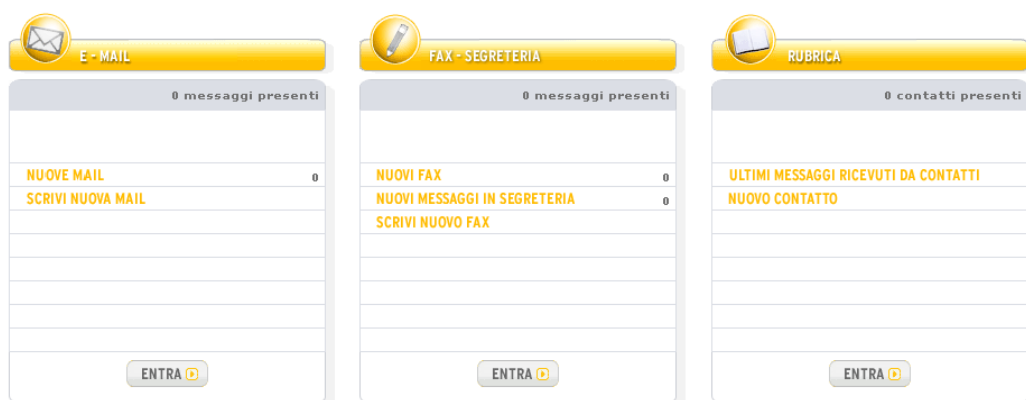 E - MAIL
0 messaggi presenti
NUOVE MAIL 0
SCRIVI NUOVA MAIL
ENTRA
FAX - SEGRETERIA
0 messaggi presenti
NUOVI FAX 0
NUOVI MESSAGGI IN SEGRETERIA 0
SCRIVI NUOVO FAX
ENTRA
RUBRICA
0 contatti presenti
ULTIMI MESSAGGI RICEVUTI DA CONTATTI
NUOVO CONTATTO
ENTRA